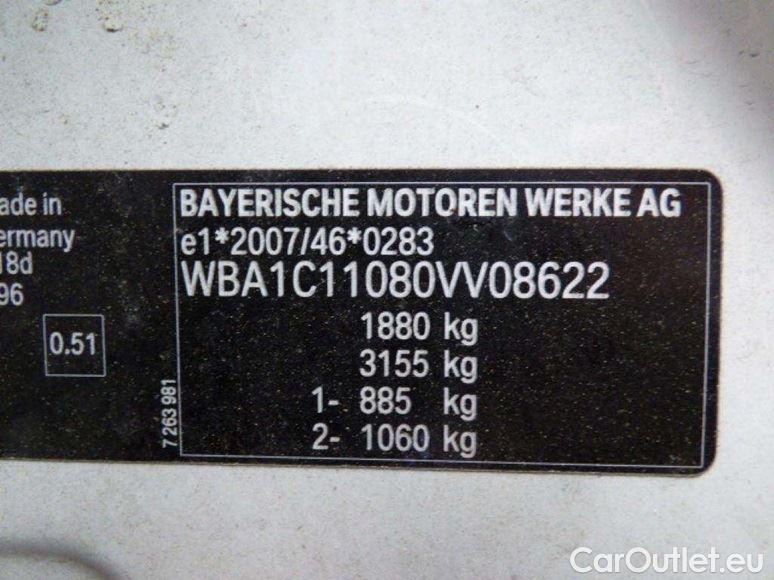 ade in
ermany
18d
96
0.51
7 263 981
BAYERISCHE MOTOREN WERKE AG
e1*2007/46*0283
WBA1C11080VV08622
1880 kg
3155 kg
1- 885 kg
2- 1060 kg
CarOutlet.eu